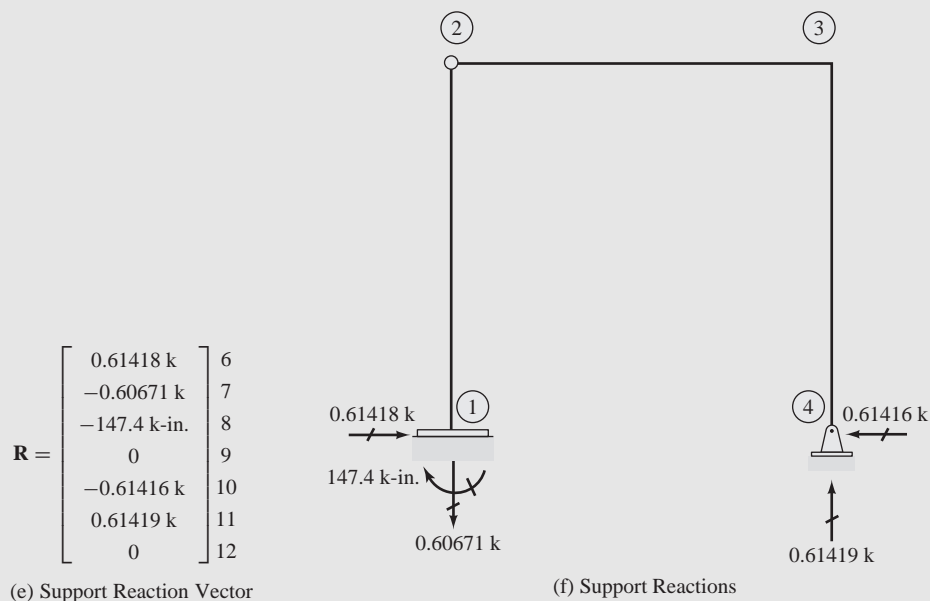 2
3
0.61418 k 6
−0.60671 k 7
−147.4 k-in. 8
R = 0 9
−0.61416 k 10
0.61419 k 11
0 12
(e) Support Reaction Vector
1
0.61418 k
147.4 k-in.
0.60671 k
4
0.61416 k
0.61419 k
(f) Support Reactions